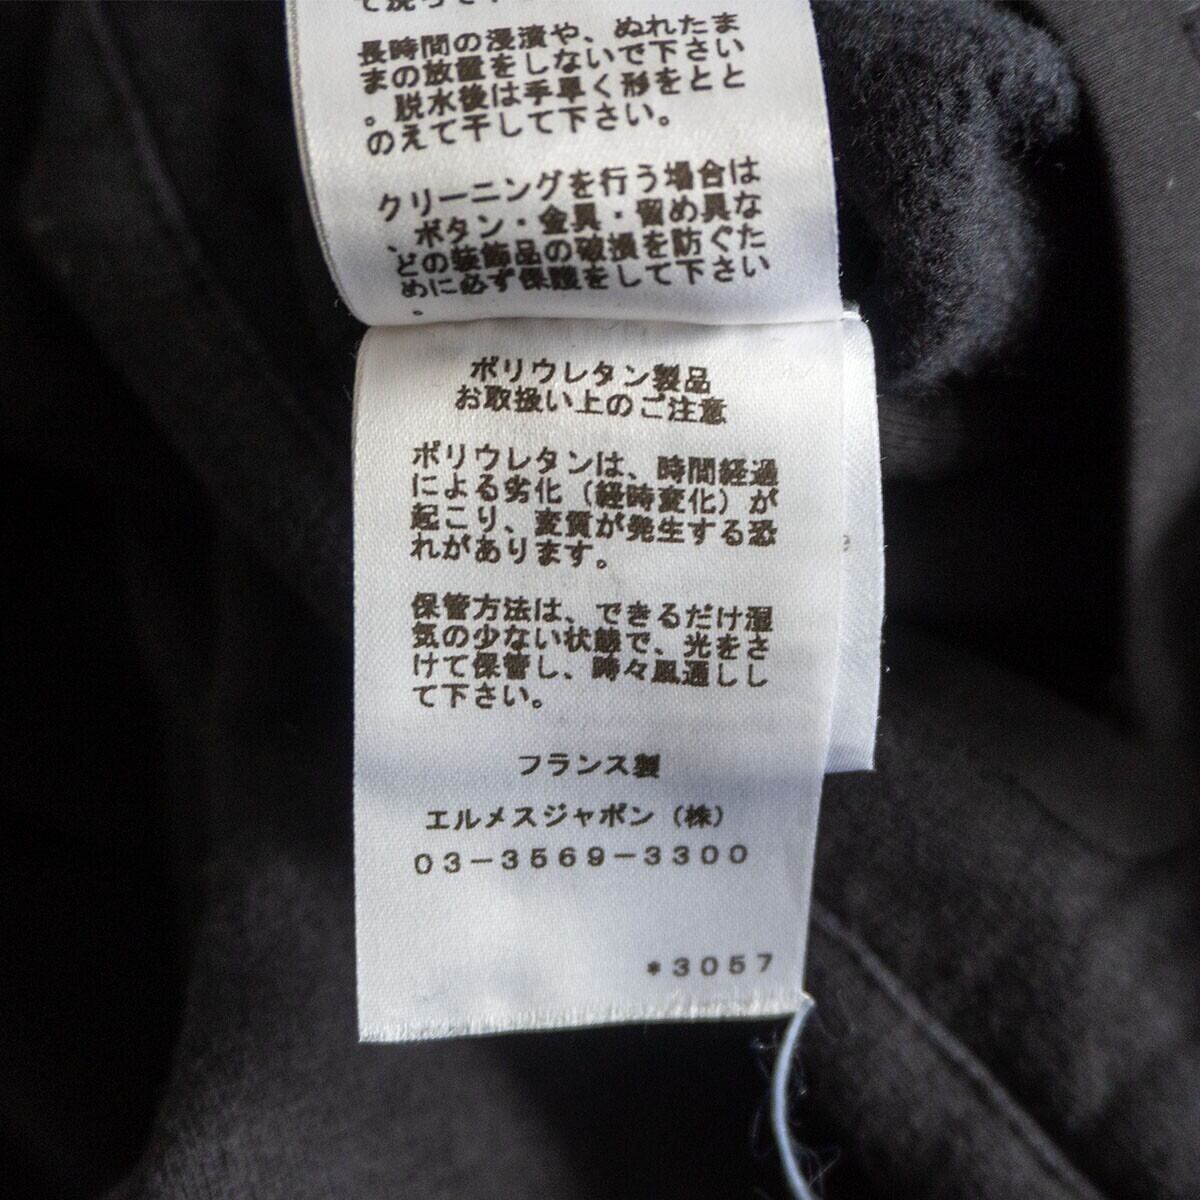 長時間の浸漬や、ぬれたま
まの放置をしないで下さい
。脱水後は手早く形をとと
のえて干して下さい。
クリーニングを行う場合は
、ボタン・金具・留め具な
どの装飾品の破損を防ぐた
めに必ず保護をして下さい
。
ポリウレタン製品
お取扱い上のご注意
ポリウレタンは、時間経過
による劣化（経時変化）が
起こり、変質が発生する恐
れがあります。
保管方法は、できるだけ湿
気の少ない状態で、光をさ
けて保管し、時々風通しし
て下さい。
フランス製
エルメスジャポン（株）
03-3569-3300
*3057